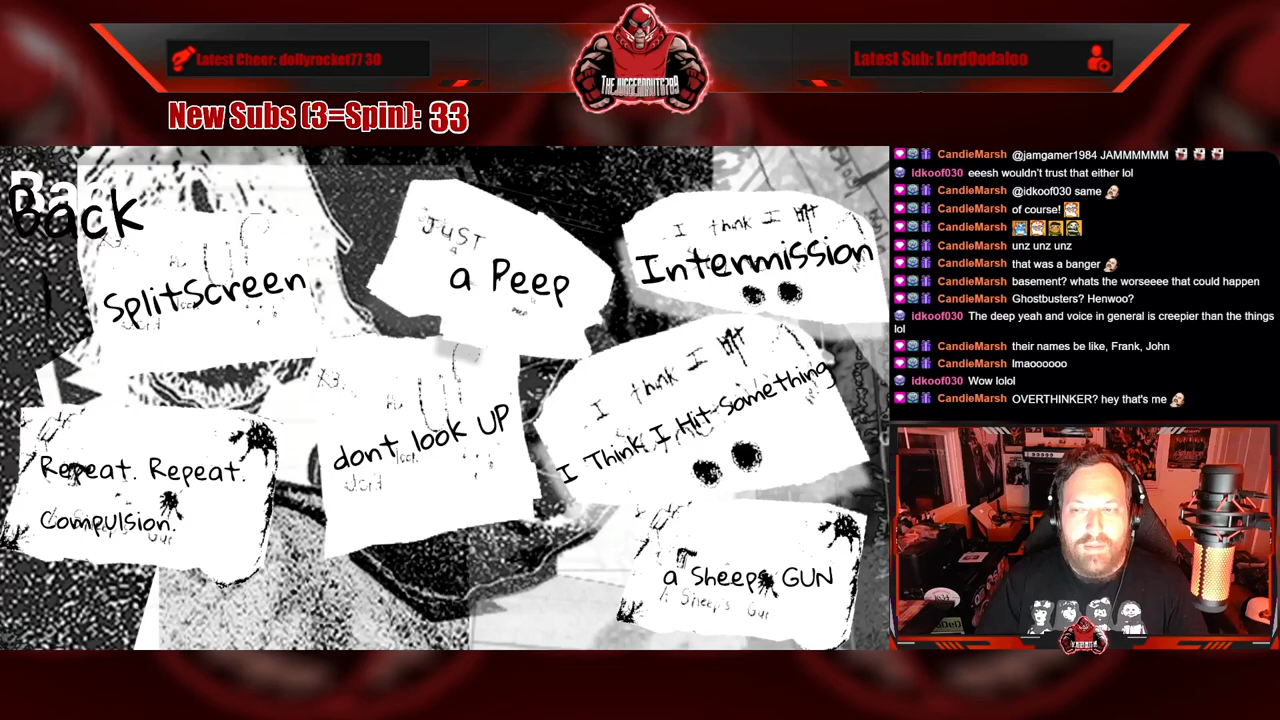 Latest Cheer: dollyrocket77 30
THEJUGGERNAUT6789
Latest Sub: LordOodaloo
New Subs (3=Spin): 33
Back
Back
SplitScreen
JUST
a Peep
I think I Hit
Intermission
dont look UP
I think I Hit
I Think I Hit Something
Repeat. Repeat.
Compulsion.
a Sheeps GUN
A Sheep's Gun
CandieMarsh @jamgamer1984 JAMMMMMM
idkoof030 eeesh wouldn't trust that either lol
CandieMarsh @idkoof030 same
CandieMarsh of course!
CandieMarsh
CandieMarsh unz unz unz
CandieMarsh that was a banger
CandieMarsh basement? whats the worseeee that could happen
CandieMarsh Ghostbusters? Henwoo?
idkoof030 The deep yeah and voice in general is creepier than the things
lol
CandieMarsh their names be like, Frank, John
CandieMarsh lmaoooooo
idkoof030 Wow lolol
CandieMarsh OVERTHINKER? hey that's me